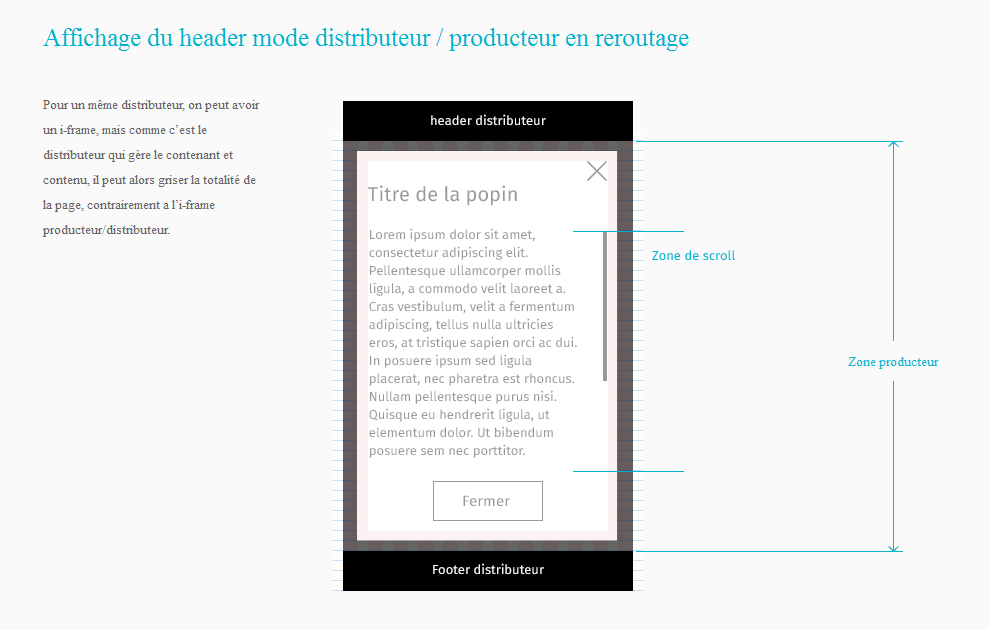 Affichage du header mode distributeur / producteur en reroutage
Pour un même distributeur, on peut avoir
un i-frame, mais comme c’est le
distributeur qui gère le contenant et
contenu, il peut alors griser la totalité de
la page, contrairement a l’i-frame
producteur/distributeur.
header distributeur
Titre de la popin
Lorem ipsum dolor sit amet,
consectetur adipiscing elit.
Pellentesque ullamcorper mollis
ligula, a commodo velit laoreet a.
Cras vestibulum, velit a fermentum
adipiscing, tellus nulla ultricies
eros, at tristique sapien orci ac dui.
In posuere ipsum sed ligula
placerat, nec pharetra est rhoncus.
Nullam pellentesque purus nisi.
Quisque eu hendrerit ligula, ut
elementum dolor. Ut bibendum
posuere sem nec porttitor.
Fermer
Footer distributeur
Zone de scroll
Zone producteur